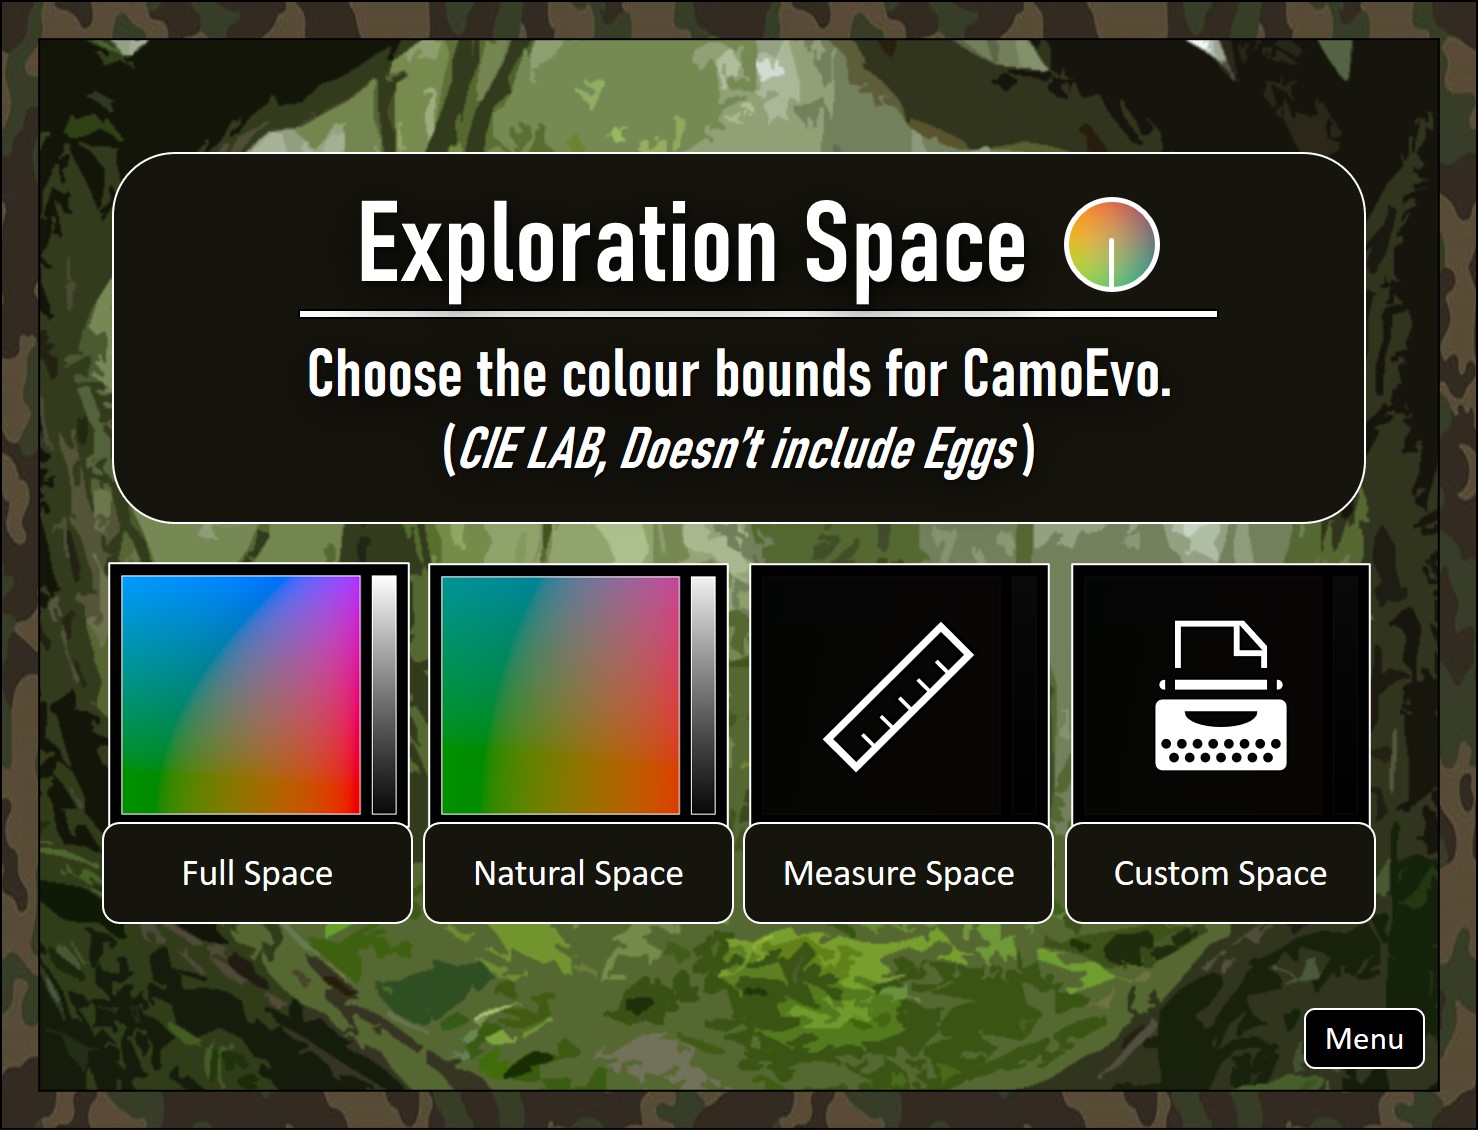 Exploration Space
Choose the colour bounds for CamoEvo.
(CIE LAB, Doesn't include Eggs)
Full Space
Natural Space
Measure Space
Custom Space
Menu